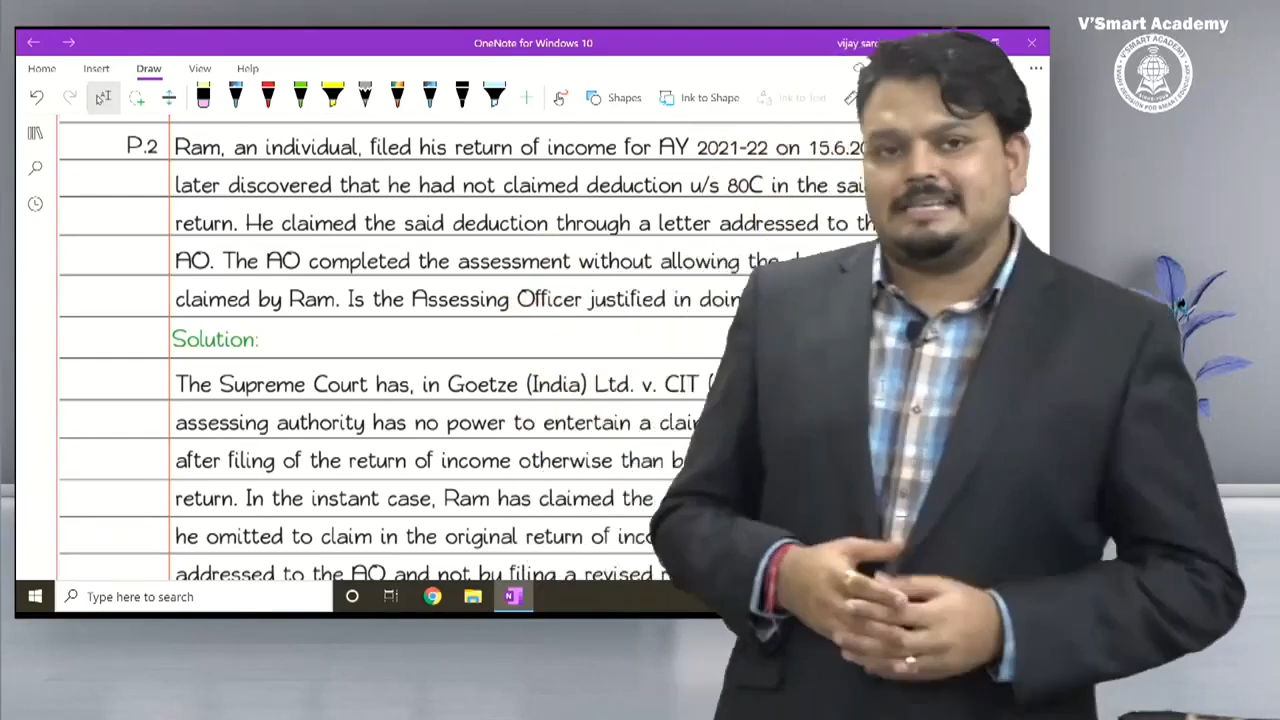 V'Smart Academy
OneNote for Windows 10
vijay
Home Insert Draw View Help
Shapes Ink to Shape Ink to Text
P.2 Ram, an individual, filed his return of income for AY 2021-22 on 15.6.20
later discovered that he had not claimed deduction u/s 80C in the
return. He claimed the said deduction through a letter addressed to
AO. The AO completed the assessment without allowing the
claimed by Ram. Is the Assessing Officer justified in
Solution:
The Supreme Court has, in Goetze (India) Ltd. v. CIT (
assessing authority has no power to entertain a
after filing of the return of income otherwise than
return. In the instant case, Ram has claimed the
he omitted to claim in the original return of
addressed to the AO and not by filing a revised
Type here to search